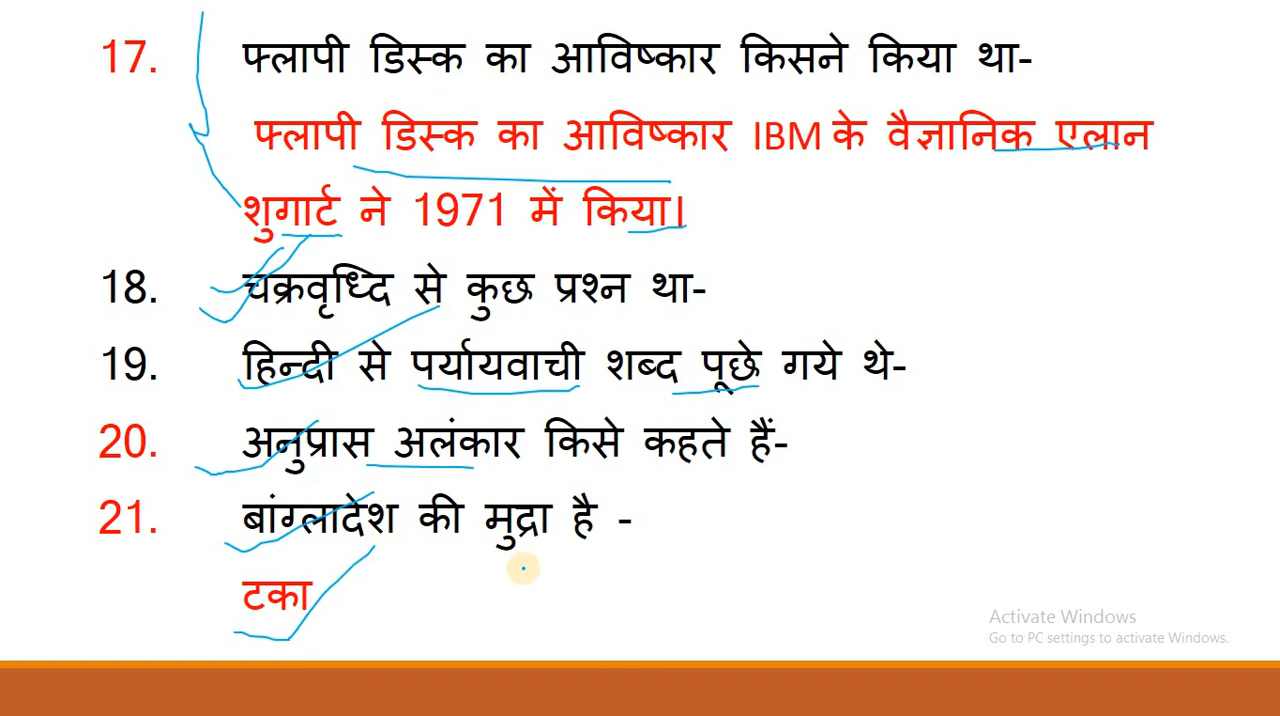 17. फ्लापी डिस्क का आविष्कार किसने किया था-
फ्लापी डिस्क का आविष्कार IBM के वैज्ञानिक एलान
शुगार्ट ने 1971 में किया।
18. चक्रवृध्दि से कुछ प्रश्न था-
19. हिन्दी से पर्यायवाची शब्द पूछे गये थे-
20. अनुप्रास अलंकार किसे कहते हैं-
21. बांग्लादेश की मुद्रा है -
टका
Activate Windows
Go to PC settings to activate Windows.